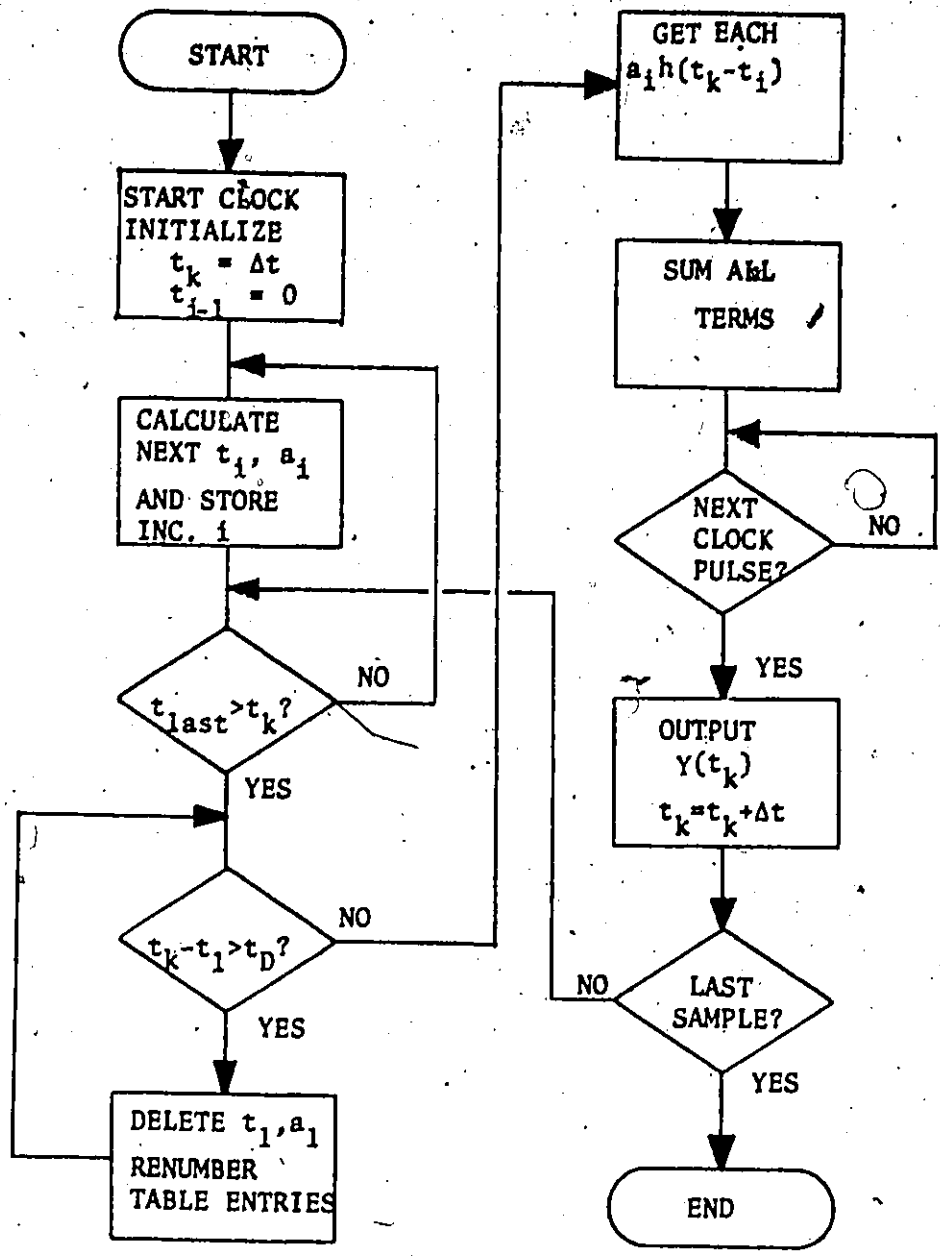 START
START CLOCK
INITIALIZE
t_k = Δt
t_{i-1} = 0
CALCULATE
NEXT t_i, a_i
AND STORE
INC. i
t_last>t_k?
NO
YES
t_k-t_1>t_D?
NO
YES
DELETE t_1,a_1
RENUMBER
TABLE ENTRIES
GET EACH
a_i h(t_k-t_i)
SUM ALL
TERMS
NEXT
CLOCK
PULSE?
NO
YES
OUTPUT
Y(t_k)
t_k=t_k+Δt
LAST
SAMPLE?
NO
YES
END